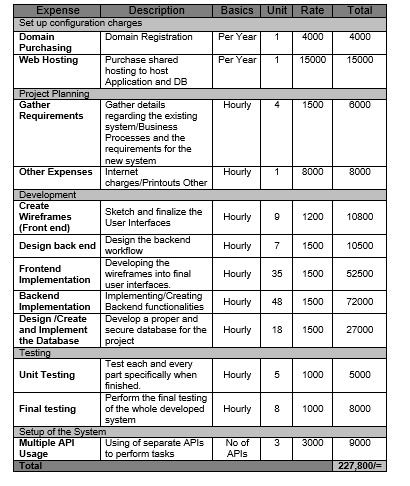 Expense Description Basics Unit Rate Total
Set up configuration charges
Domain Purchasing Domain Registration Per Year 1 4000 4000
Web Hosting Purchase shared hosting to host Application and DB Per Year 1 15000 15000
Project Planning
Gather Requirements Gather details regarding the existing system/Business Processes and the requirements for the new system Hourly 4 1500 6000
Other Expenses Internet charges/Printouts Other Hourly 1 8000 8000
Development
Create Wireframes (Front end) Sketch and finalize the User Interfaces Hourly 9 1200 10800
Design back end Design the backend workflow Hourly 7 1500 10500
Frontend Implementation Developing the wireframes into final user interfaces. Hourly 35 1500 52500
Backend Implementation Implementing/Creating Backend functionalities Hourly 48 1500 72000
Design /Create and Implement the Database Develop a proper and secure database for the project Hourly 18 1500 27000
Testing
Unit Testing Test each and every part specifically when finished. Hourly 5 1000 5000
Final testing Perform the final testing of the whole developed system Hourly 8 1000 8000
Setup of the System
Multiple API Usage Using of separate APIs to perform tasks No of APIs 3 3000 9000
Total 227,800/=